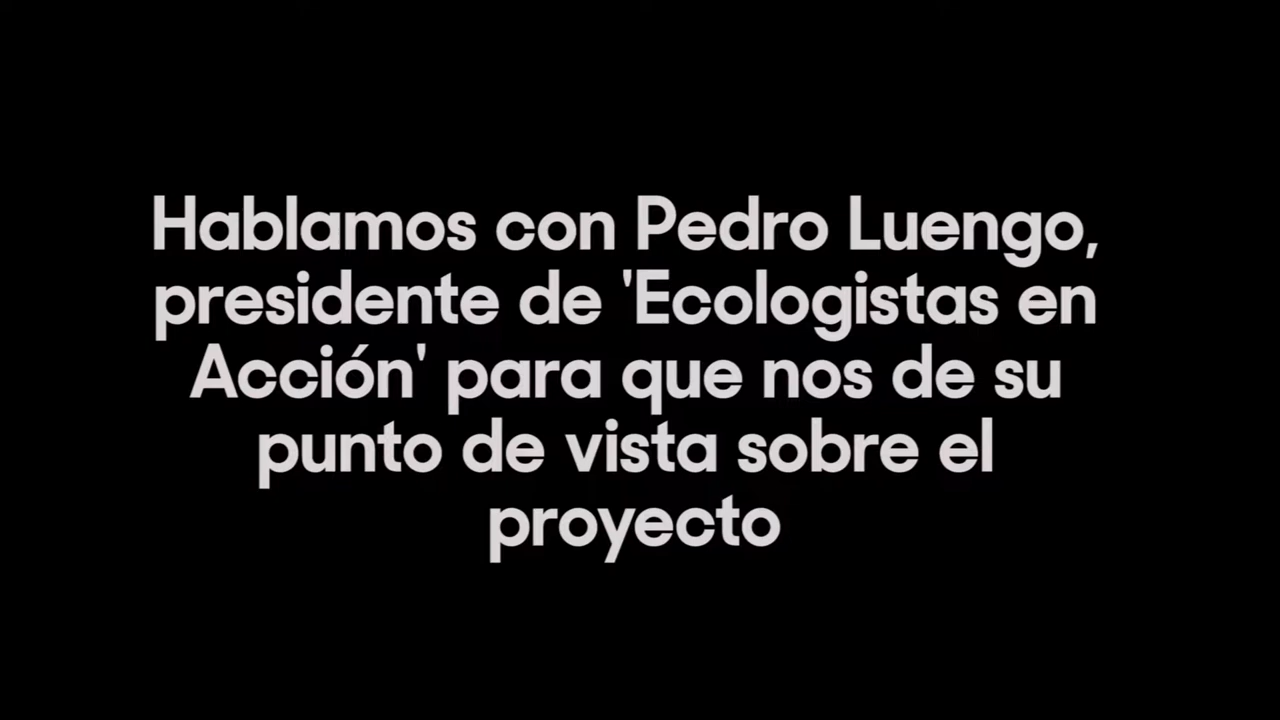 Hablamos con Pedro Luengo,
presidente de 'Ecologistas en
Acción' para que nos de su
punto de vista sobre el
proyecto